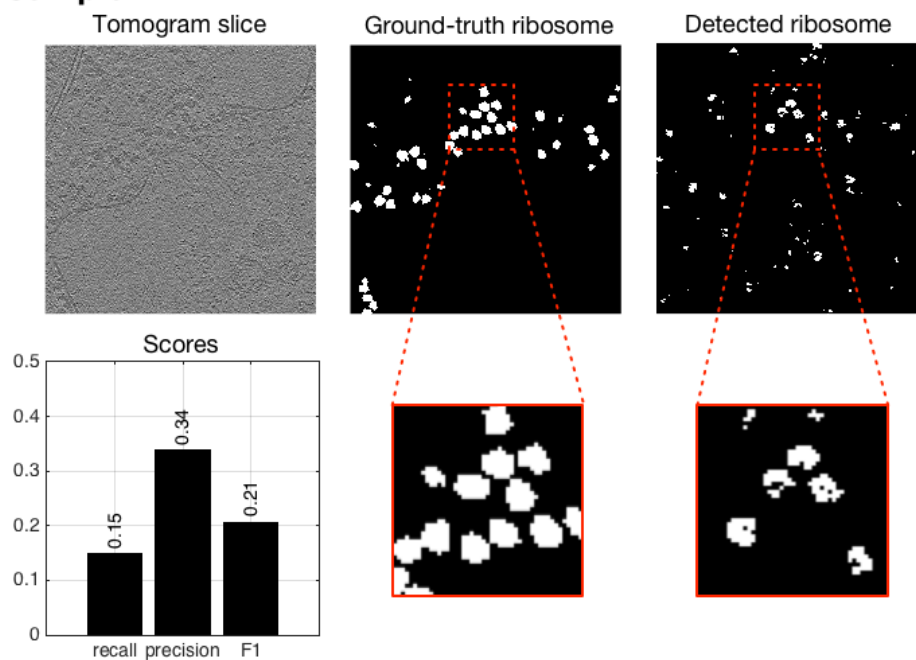 Tomogram slice
Ground-truth ribosome
Detected ribosome
Scores
0.5
0.4
0.3
0.2
0.1
0
0.15
0.34
0.21
recall precision F1